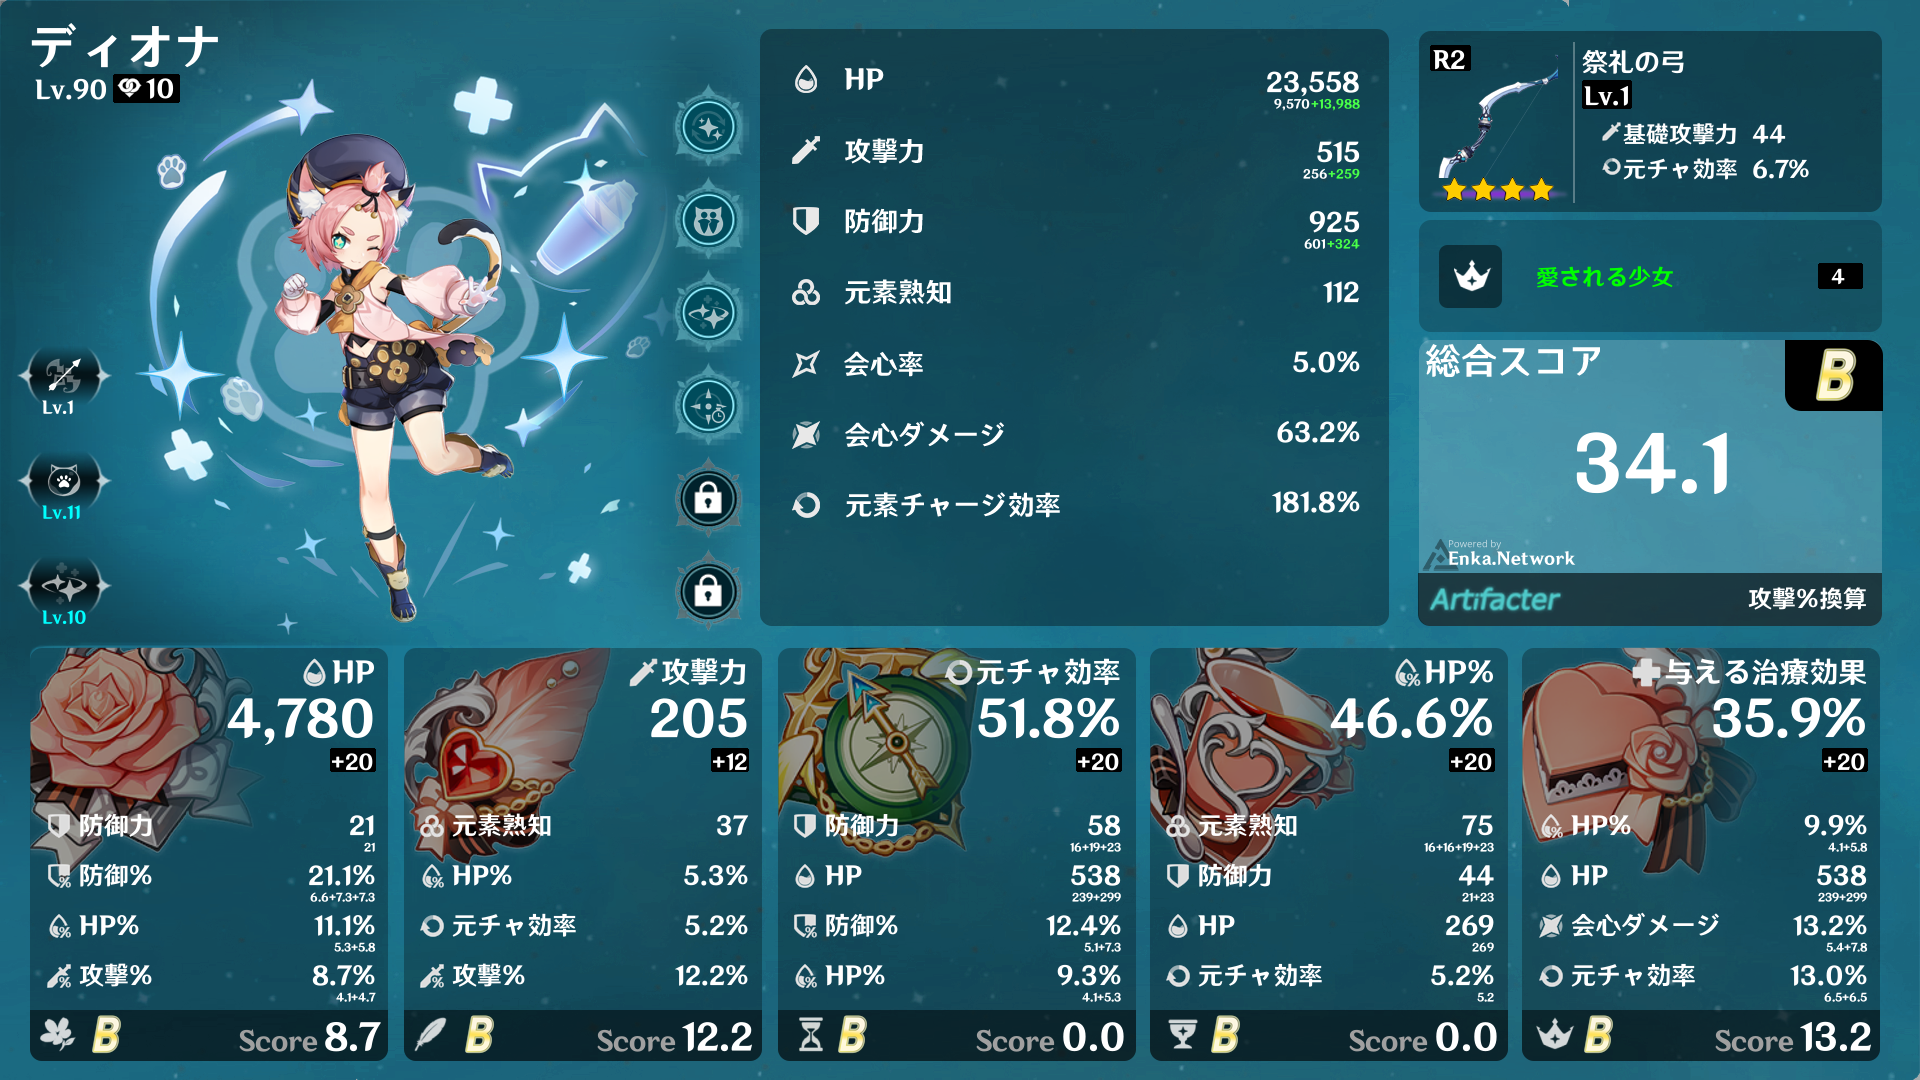 ディオナ
Lv.90 10
Lv.1
Lv.11
Lv.10
HP 23,558
9,570+13,988
攻撃力 515
256+259
防御力 925
601+324
元素熟知 112
会心率 5.0%
会心ダメージ 63.2%
元素チャージ効率 181.8%
R2 祭礼の弓
Lv.1
基礎攻撃力 44
元チャ効率 6.7%
愛される少女 4
総合スコア B
34.1
Powered by
Enka.Network
Artifacter 攻撃%換算
HP
4,780
+20
防御力 21
21
防御% 21.1%
6.6+7.3+7.3
HP% 11.1%
5.3+5.8
攻撃% 8.7%
4.1+4.7
B Score 8.7
攻撃力
205
+12
元素熟知 37
HP% 5.3%
元チャ効率 5.2%
攻撃% 12.2%
B Score 12.2
元チャ効率
51.8%
+20
防御力 58
16+19+23
HP 538
239+299
防御% 12.4%
5.1+7.3
HP% 9.3%
4.1+5.3
B Score 0.0
HP%
46.6%
+20
元素熟知 75
16+16+19+23
防御力 44
21+23
HP 269
269
元チャ効率 5.2%
5.2
B Score 0.0
与える治療効果
35.9%
+20
HP% 9.9%
4.1+5.8
HP 538
239+299
会心ダメージ 13.2%
5.4+7.8
元チャ効率 13.0%
6.5+6.5
B Score 13.2